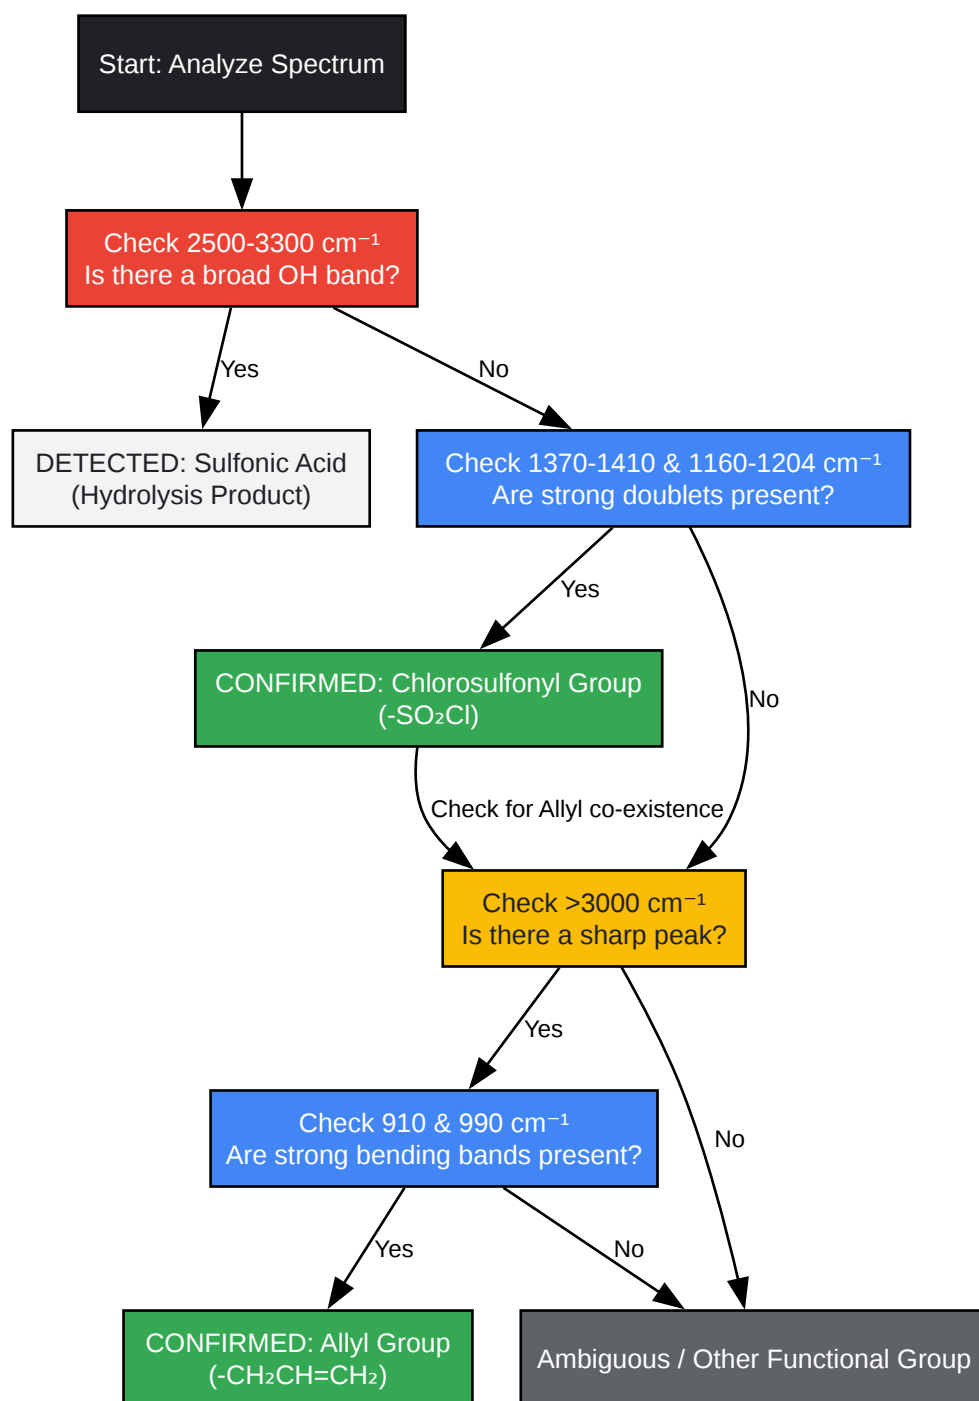 Start: Analyze Spectrum
Check 2500-3300 cm⁻¹
Is there a broad OH band?
Yes
No
DETECTED: Sulfonic Acid
(Hydrolysis Product)
Check 1370-1410 & 1160-1204 cm⁻¹
Are strong doublets present?
Yes
No
CONFIRMED: Chlorosulfonyl Group
(-SO₂Cl)
Check for Allyl co-existence
Check >3000 cm⁻¹
Is there a sharp peak?
Yes
No
Check 910 & 990 cm⁻¹
Are strong bending bands present?
Yes
No
CONFIRMED: Allyl Group
(-CH₂CH=CH₂)
Ambiguous / Other Functional Group